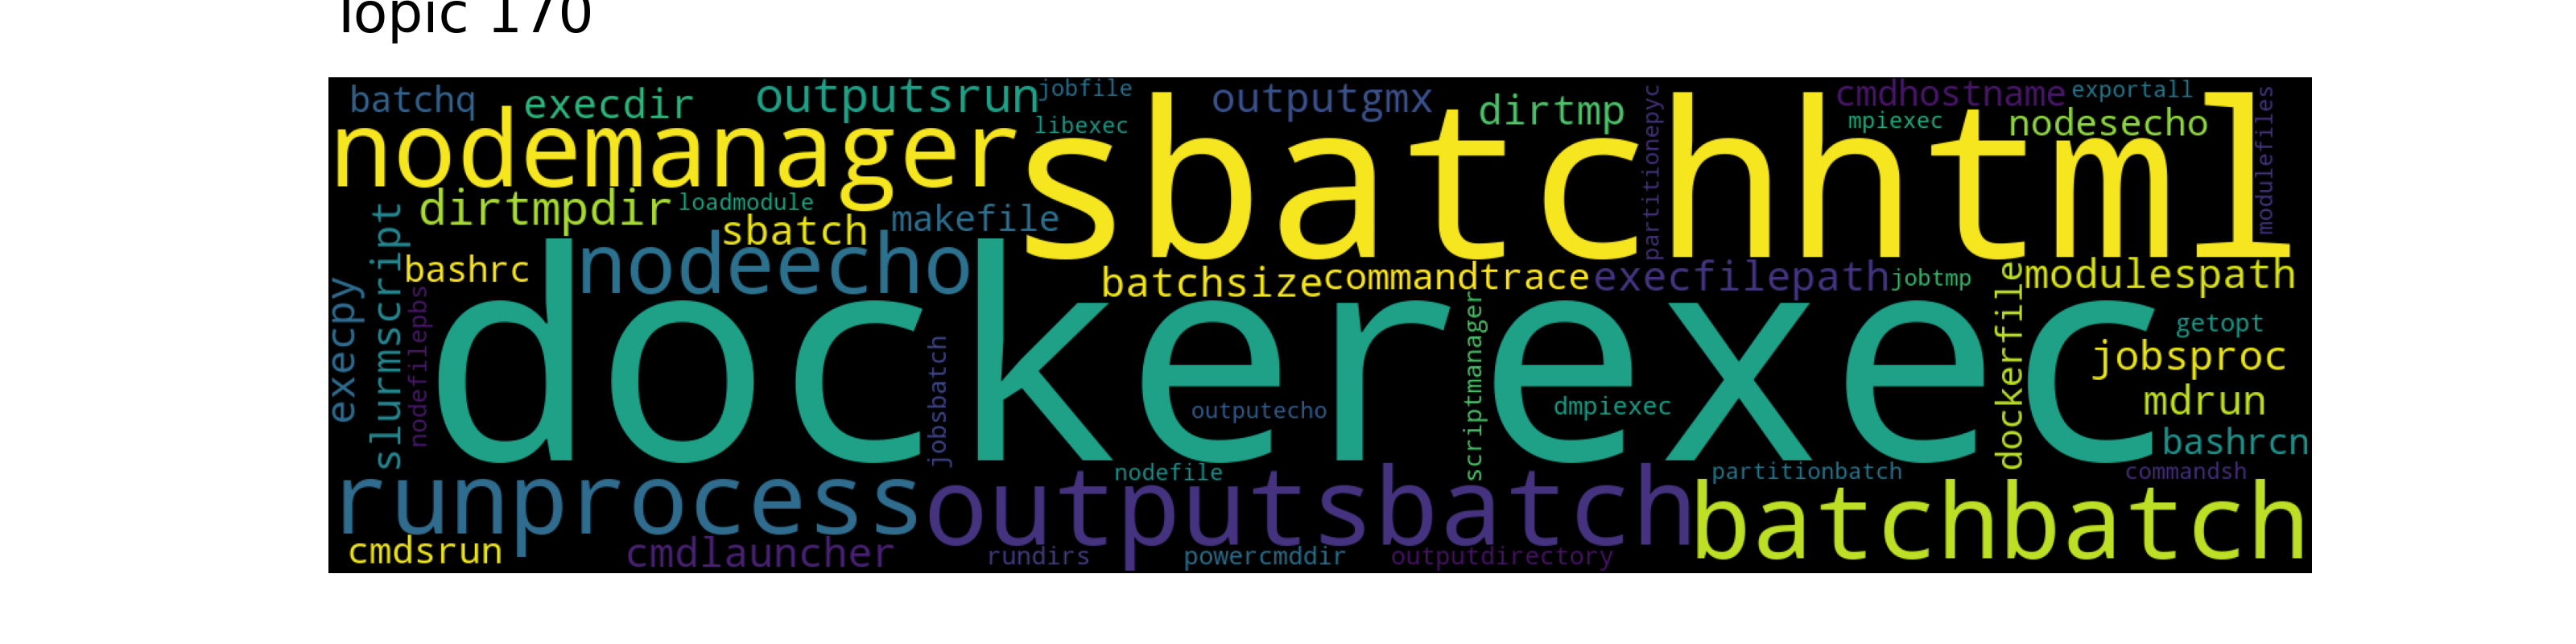 Topic 170
batchq
execdir
outputsrun
jobfile
outputgmx
dirtmp
partitionepyc
cmdhostname
exportall
modulefiles
nodemanager
libexec
sbatchhtml
mpiexec
nodesecho
dirtmpdir
loadmodule
sbatch
makefile
slurmscript
bashrc
nodeecho
batchsize
commandtrace
execfilepath
jobtmp
dockerfile
modulespath
execpy
nodefilepbs
dockerexec
jobsbatch
outputecho
scriptmanager
dmpiexec
getopt
jobsproc
mdrun
bashrcn
runprocess
nodefile
outputsbatch
partitionbatch
commandsh
batchbatch
cmdsrun
cmdlauncher
rundirs
powercmddir
outputdirectory